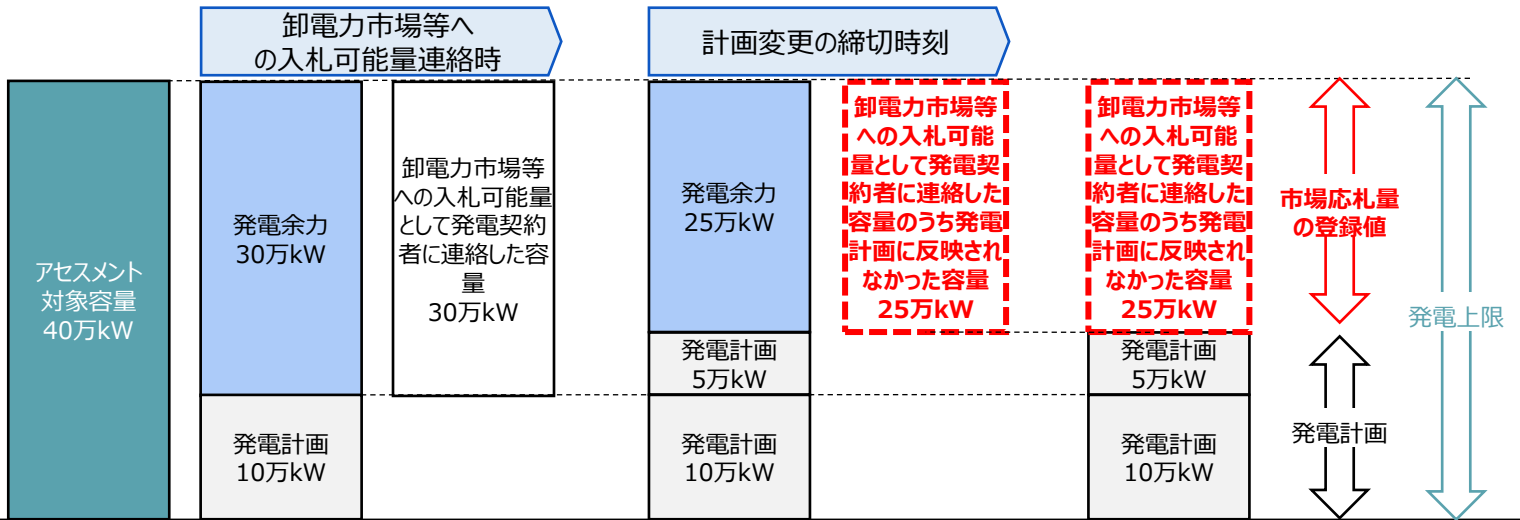 卸電力市場等へ
の入札可能量連絡時
計画変更の締切時刻
アセスメント
対象容量
40万kW
発電余力
30万kW
発電計画
10万kW
卸電力市場等
への入札可能量
として発電契約
者に連絡した容
量
30万kW
発電余力
25万kW
発電計画
5万kW
発電計画
10万kW
卸電力市場等
への入札可能
量として発電契
約者に連絡した
容量のうち発電
計画に反映され
なかった容量
25万kW
卸電力市場等
への入札可能
量として発電契
約者に連絡した
容量のうち発電
計画に反映され
なかった容量
25万kW
発電計画
5万kW
発電計画
10万kW
市場応札量
の登録値
発電計画
発電上限